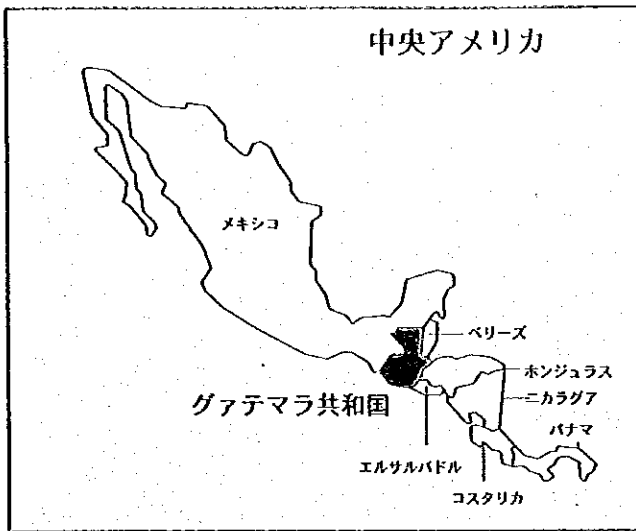 中央アメリカ
メキシコ
ベリーズ
ホンジュラス
ニカラグア
グァテマラ共和国
パナマ
エルサルバドル
コスタリカ